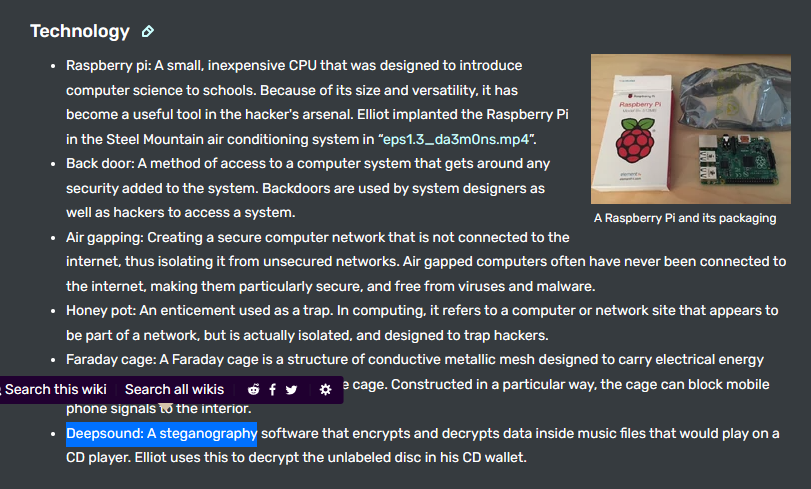 Technology
Raspberry pi: A small, inexpensive CPU that was designed to introduce
computer science to schools. Because of its size and versatility, it has
become a useful tool in the hacker's arsenal. Elliot implanted the Raspberry Pi
in the Steel Mountain air conditioning system in “eps1.3_da3m0ns.mp4”.
Back door: A method of access to a computer system that gets around any
security added to the system. Backdoors are used by system designers as
well as hackers to access a system.
Raspberry Pi
A Raspberry Pi and its packaging
Air gapping: Creating a secure computer network that is not connected to the
internet, thus isolating it from unsecured networks. Air gapped computers often have never been connected to
the internet, making them particularly secure, and free from viruses and malware.
Honey pot: An enticement used as a trap. In computing, it refers to a computer or network site that appears to
be part of a network, but is actually isolated, and designed to trap hackers.
Faraday cage: A Faraday cage is a structure of conductive metallic mesh designed to carry electrical energy
Search this wiki Search all wikis
e cage. Constructed in a particular way, the cage can block mobile
phone signals to the interior.
Deepsound: A steganography software that encrypts and decrypts data inside music files that would play on a
CD player. Elliot uses this to decrypt the unlabeled disc in his CD wallet.